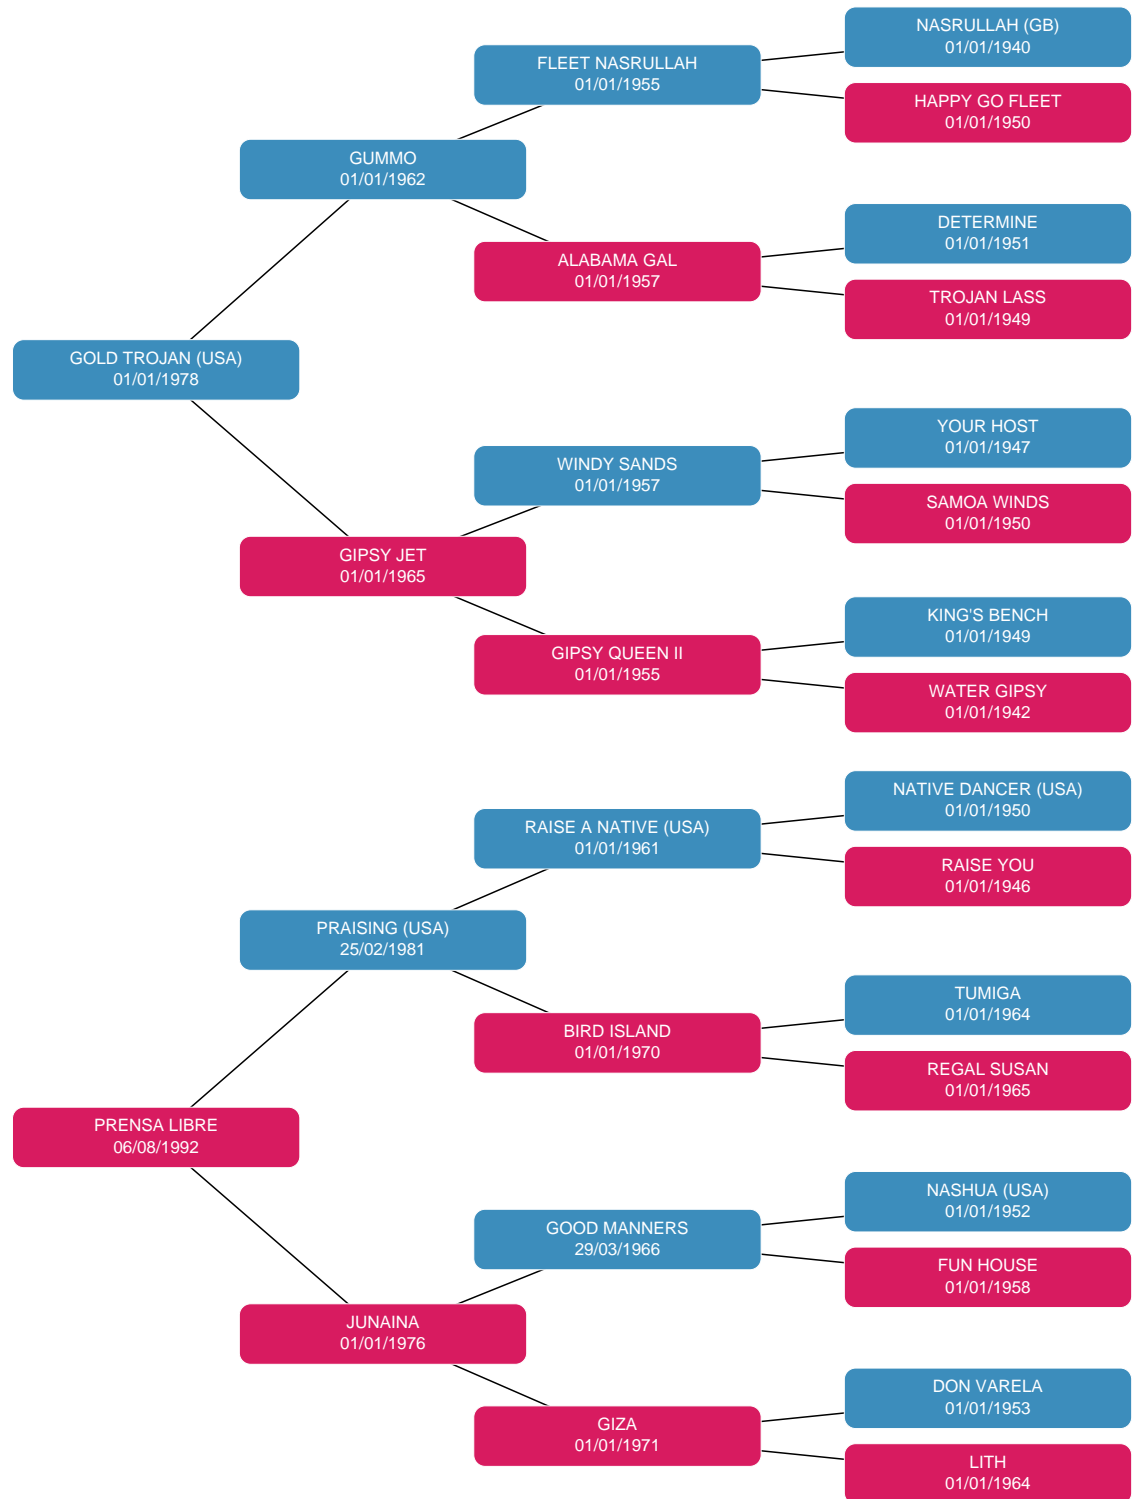 NASRULLAH (GB)
01/01/1940
FLEET NASRULLAH
01/01/1955
HAPPY GO FLEET
01/01/1950
GUMMO
01/01/1962
DETERMINE
01/01/1951
ALABAMA GAL
01/01/1957
TROJAN LASS
01/01/1949
GOLD TROJAN (USA)
01/01/1978
YOUR HOST
01/01/1947
WINDY SANDS
01/01/1957
SAMOA WINDS
01/01/1950
GIPSY JET
01/01/1965
KING'S BENCH
01/01/1949
GIPSY QUEEN II
01/01/1955
WATER GIPSY
01/01/1942
NATIVE DANCER (USA)
01/01/1950
RAISE A NATIVE (USA)
01/01/1961
RAISE YOU
01/01/1946
PRAISING (USA)
25/02/1981
TUMIGA
01/01/1964
BIRD ISLAND
01/01/1970
REGAL SUSAN
01/01/1965
PRENSA LIBRE
06/08/1992
NASHUA (USA)
01/01/1952
GOOD MANNERS
29/03/1966
FUN HOUSE
01/01/1958
JUNAINA
01/01/1976
DON VARELA
01/01/1953
GIZA
01/01/1971
LITH
01/01/1964